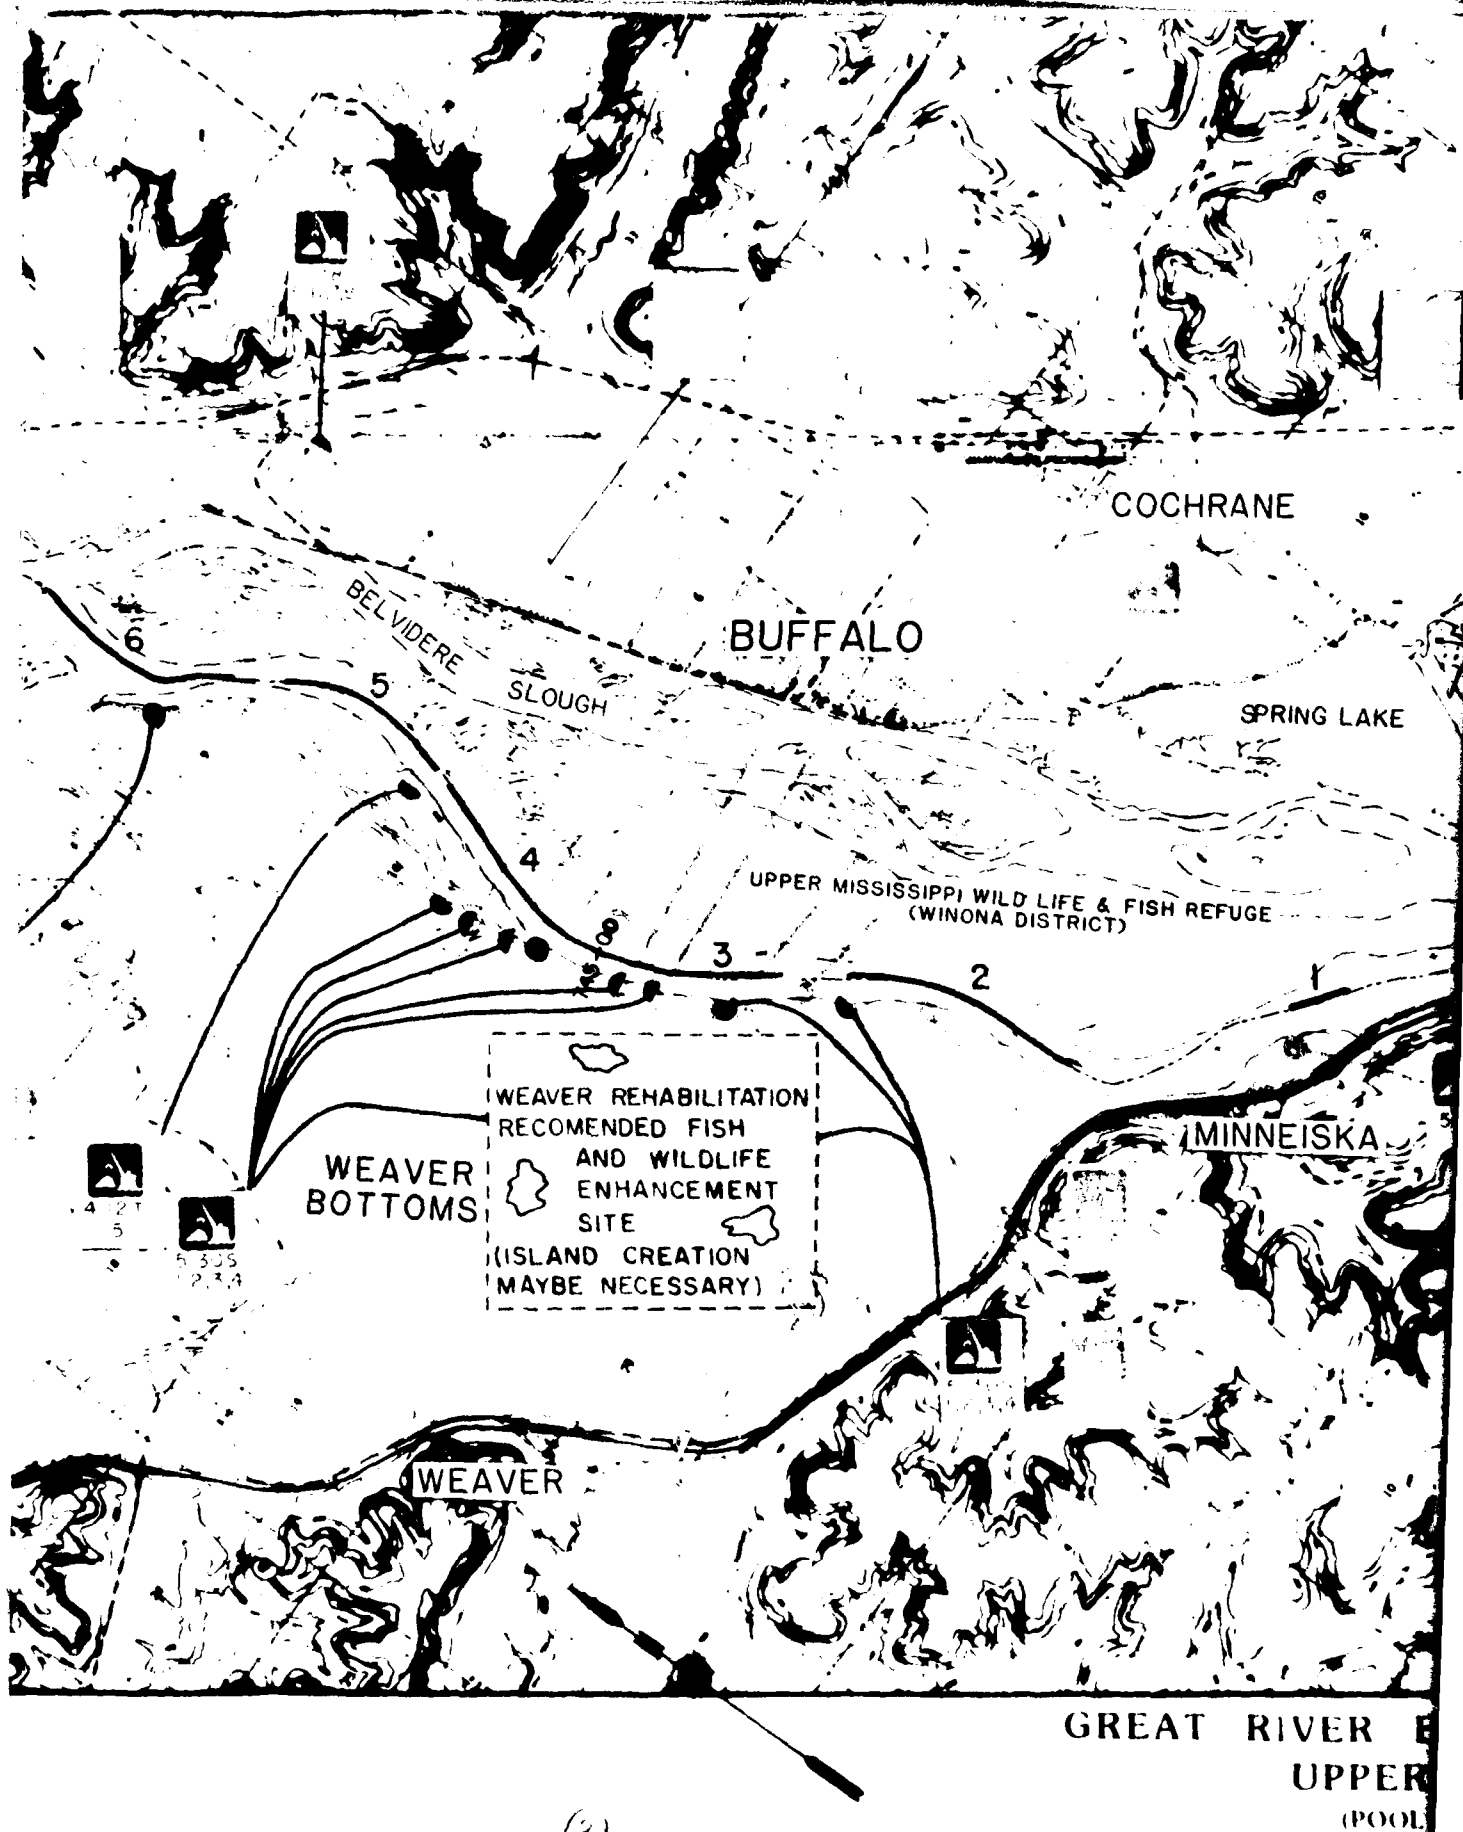 COCHRANE
BELVIDERE
SLOUGH
BUFFALO
SPRING LAKE
6
5
4
3
2
1
UPPER MISSISSIPPI WILD LIFE & FISH REFUGE
(WINONA DISTRICT)
WEAVER REHABILITATION
RECOMENDED FISH
AND WILDLIFE
ENHANCEMENT
SITE
(ISLAND CREATION
MAYBE NECESSARY)
WEAVER
BOTTOMS
MINNEISKA
WEAVER
GREAT RIVER
UPPER
(POOL